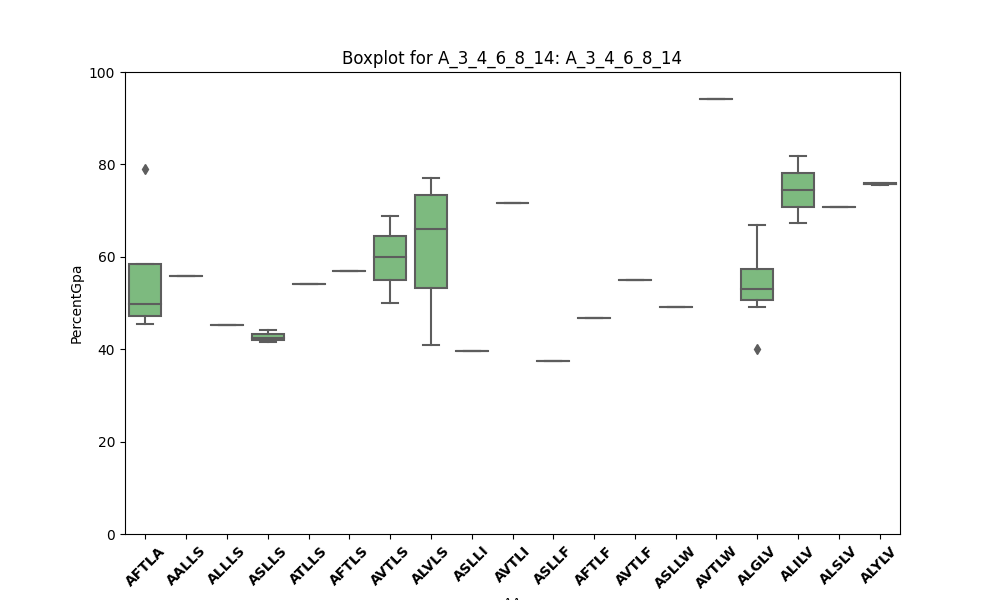 Boxplot for A_3_4_6_8_14: A_3_4_6_8_14
100
80
60
40
20
0
PercentGpa
AFTLA AALLS ALLLS ASLLS ATLLS AFTLS AVTLS ALVLS ASLLI AVTLI ASLLF AFTLF AVTLF ASLLW AVTLW ALGLV ALILV ALSLV ALYLV